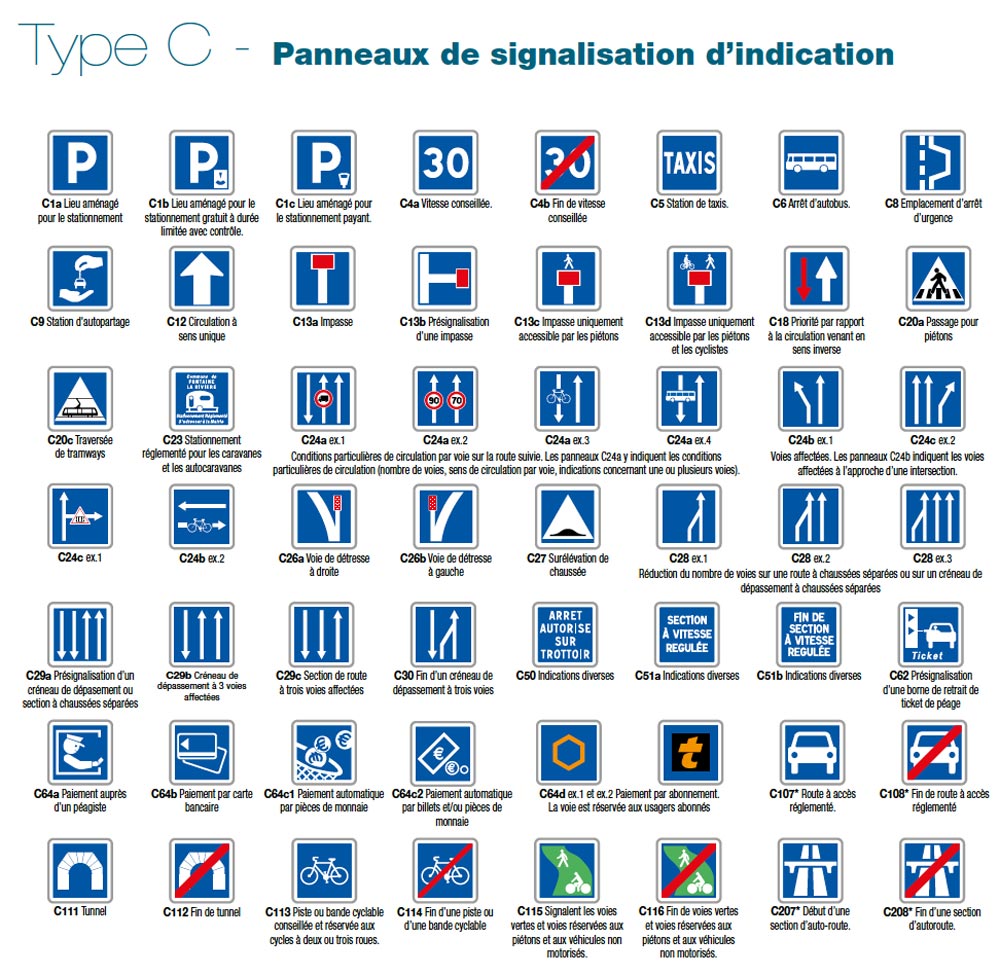 Type C - Panneaux de signalisation d'indication
P
P
P
30
30
TAXIS
C1a Lieu aménagé
pour le stationnement
C1b Lieu aménagé pour le
stationnement gratuit à durée
limitée avec contrôle.
C1c Lieu aménagé pour
le stationnement payant.
C4a Vitesse conseillée.
C4b Fin de vitesse
conseillée
C5 Station de taxis.
C6 Arrêt d'autobus.
C8 Emplacement d'arrêt
d'urgence
C9 Station d'autopartage
C12 Circulation à
sens unique
C13a Impasse
C13b Présignalisation
d'une impasse
C13c Impasse uniquement
accessible par les piétons
C13d Impasse uniquement
accessible par les piétons
et les cyclistes
C18 Priorité par rapport
à la circulation venant en
sens inverse
C20a Passage pour
piétons
Commune de
FONTAINE
LA RIVIERE
Stationnement Réglementé
S'adresser à la Mairie
90
70
C20c Traversée
de tramways
C23 Stationnement
réglementé pour les caravanes
et les autocaravanes
C24a ex.1
C24a ex.2
C24a ex.3
C24a ex.4
Conditions particulières de circulation par voie sur la route suivie. Les panneaux C24a y indiquent les conditions
particulières de circulation (nombre de voies, sens de circulation par voie, indications concernant une ou plusieurs voies).
C24b ex.1
C24c ex.2
Voies affectées. Les panneaux C24b indiquent les voies
affectées à l'approche d'une intersection.
C24c ex.1
C24b ex.2
C26a Voie de détresse
à droite
C26b Voie de détresse
à gauche
C27 Surélévation de
chaussée
C28 ex.1
C28 ex.2
C28 ex.3
Réduction du nombre de voies sur une route à chaussées séparées ou sur un créneau de
dépassement à chaussées séparées
ARRET
AUTORISE
SUR
TROTTOIR
SECTION
À VITESSE
REGULÉE
FIN DE
SECTION
À VITESSE
REGULÉE
Ticket
C29a Présignalisation d'un
créneau de dépasement ou
section à chaussées séparées
C29b Créneau de
dépassement à 3 voies
affectées
C29c Section de route
à trois voies affectées
C30 Fin d'un créneau de
dépassement à trois voies
C50 Indications diverses
C51a Indications diverses
C51b Indications diverses
C62 Présignalisation
d'une borne de retrait de
ticket de péage
€
€
€
€
€
t
C64a Paiement auprès
d'un péagiste
C64b Paiement par carte
bancaire
C64c1 Paiement automatique
par pièces de monnaie
C64c2 Paiement automatique
par billets et/ou pièces de
monnaie
C64d ex.1 et ex.2 Paiement par abonnement.
La voie est réservée aux usagers abonnés
C107* Route à accès
réglementé.
C108* Fin de route à accès
réglementé
C111 Tunnel
C112 Fin de tunnel
C113 Piste ou bande cyclable
conseillée et réservée aux
cycles à deux ou trois roues.
C114 Fin d'une piste ou
d'une bande cyclable
C115 Signalent les voies
vertes et voies réservées aux
piétons et aux véhicules non
motorisés.
C116 Fin de voies vertes
et voies réservées aux
piétons et aux véhicules
non motorisés.
C207* Début d'une
section d'auto-route.
C208* Fin d'une section
d'autoroute.